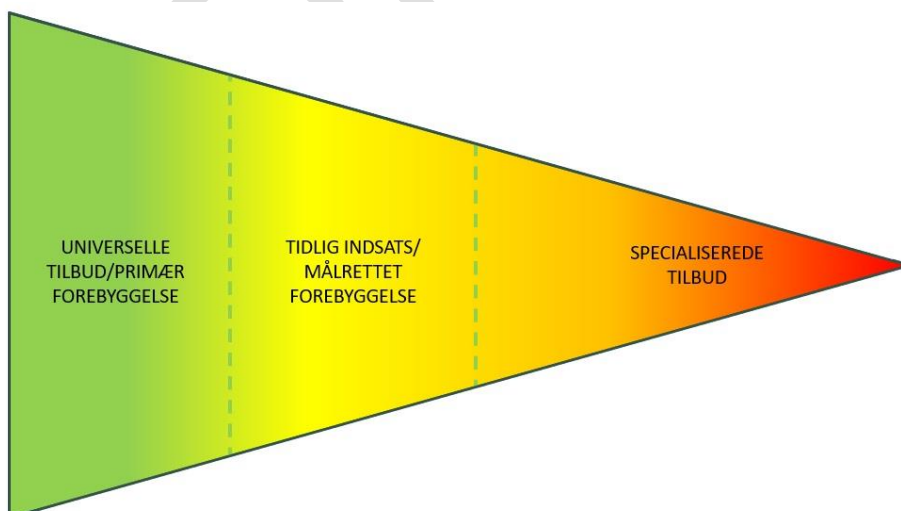 UNIVERSELLE
TILBUD/PRIMÆR
FOREBYGGELSE
TIDLIG INDSATS/
MÅLRETTET
FOREBYGGELSE
SPECIALISEREDE
TILBUD